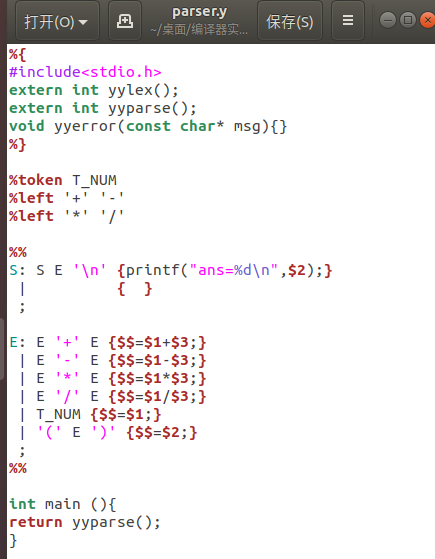 打开(O) parser.y 保存(S)
~/桌面/编译器实...
%{
#include<stdio.h>
extern int yylex();
extern int yyparse();
void yyerror(const char* msg){}
%}

%token T_NUM
%left '+' '-'
%left '*' '/'

%%
S: S E '\n' {printf("ans=%d\n",$2);}
 |          {  }
 ;

E: E '+' E {$$=$1+$3;}
 | E '-' E {$$=$1-$3;}
 | E '*' E {$$=$1*$3;}
 | E '/' E {$$=$1/$3;}
 | T_NUM {$$=$1;}
 | '(' E ')' {$$=$2;}
 ;
%%

int main (){
return yyparse();
}